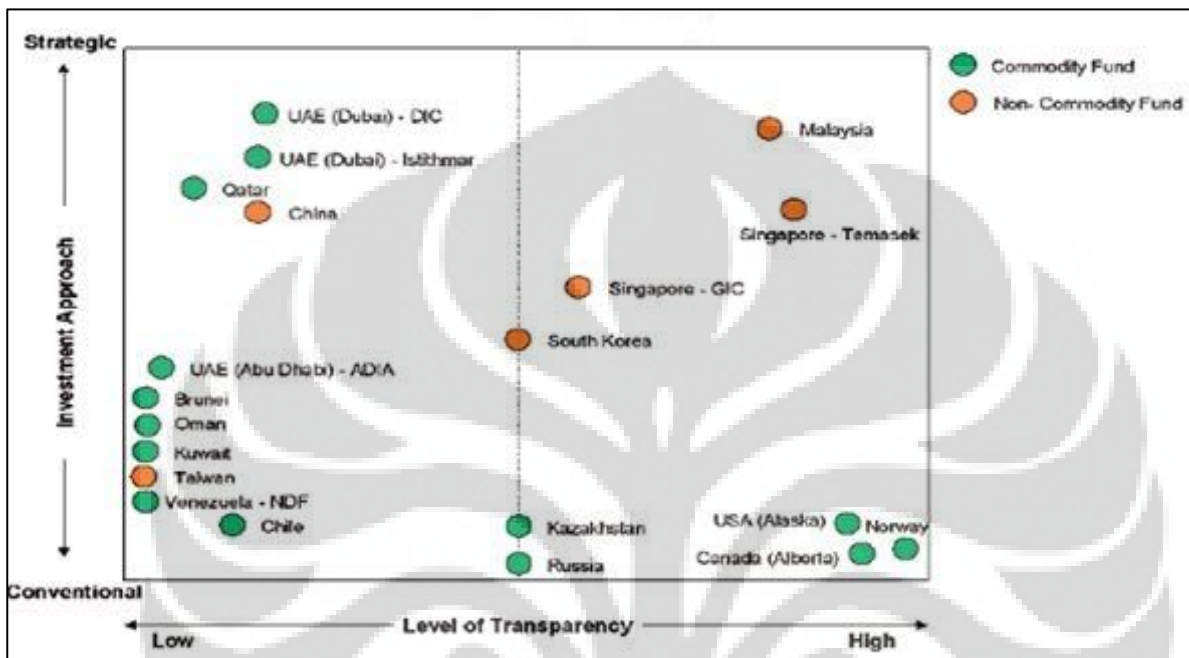 Strategic
Commodity Fund
Non- Commodity Fund
UAE (Dubai) - DIC
Malaysia
UAE (Dubai) - Istithmar
Qatar
China
Singapore - Temasek
Singapore - GIC
South Korea
Investment Approach
UAE (Abu Dhabi) - ADIA
Brunei
Oman
Kuwait
Taiwan
Venezuela - NDF
Chile
Kazakhstan
USA (Alaska)
Norway
Canada (Alberta)
Russia
Conventional
Low
Level of Transparency
High